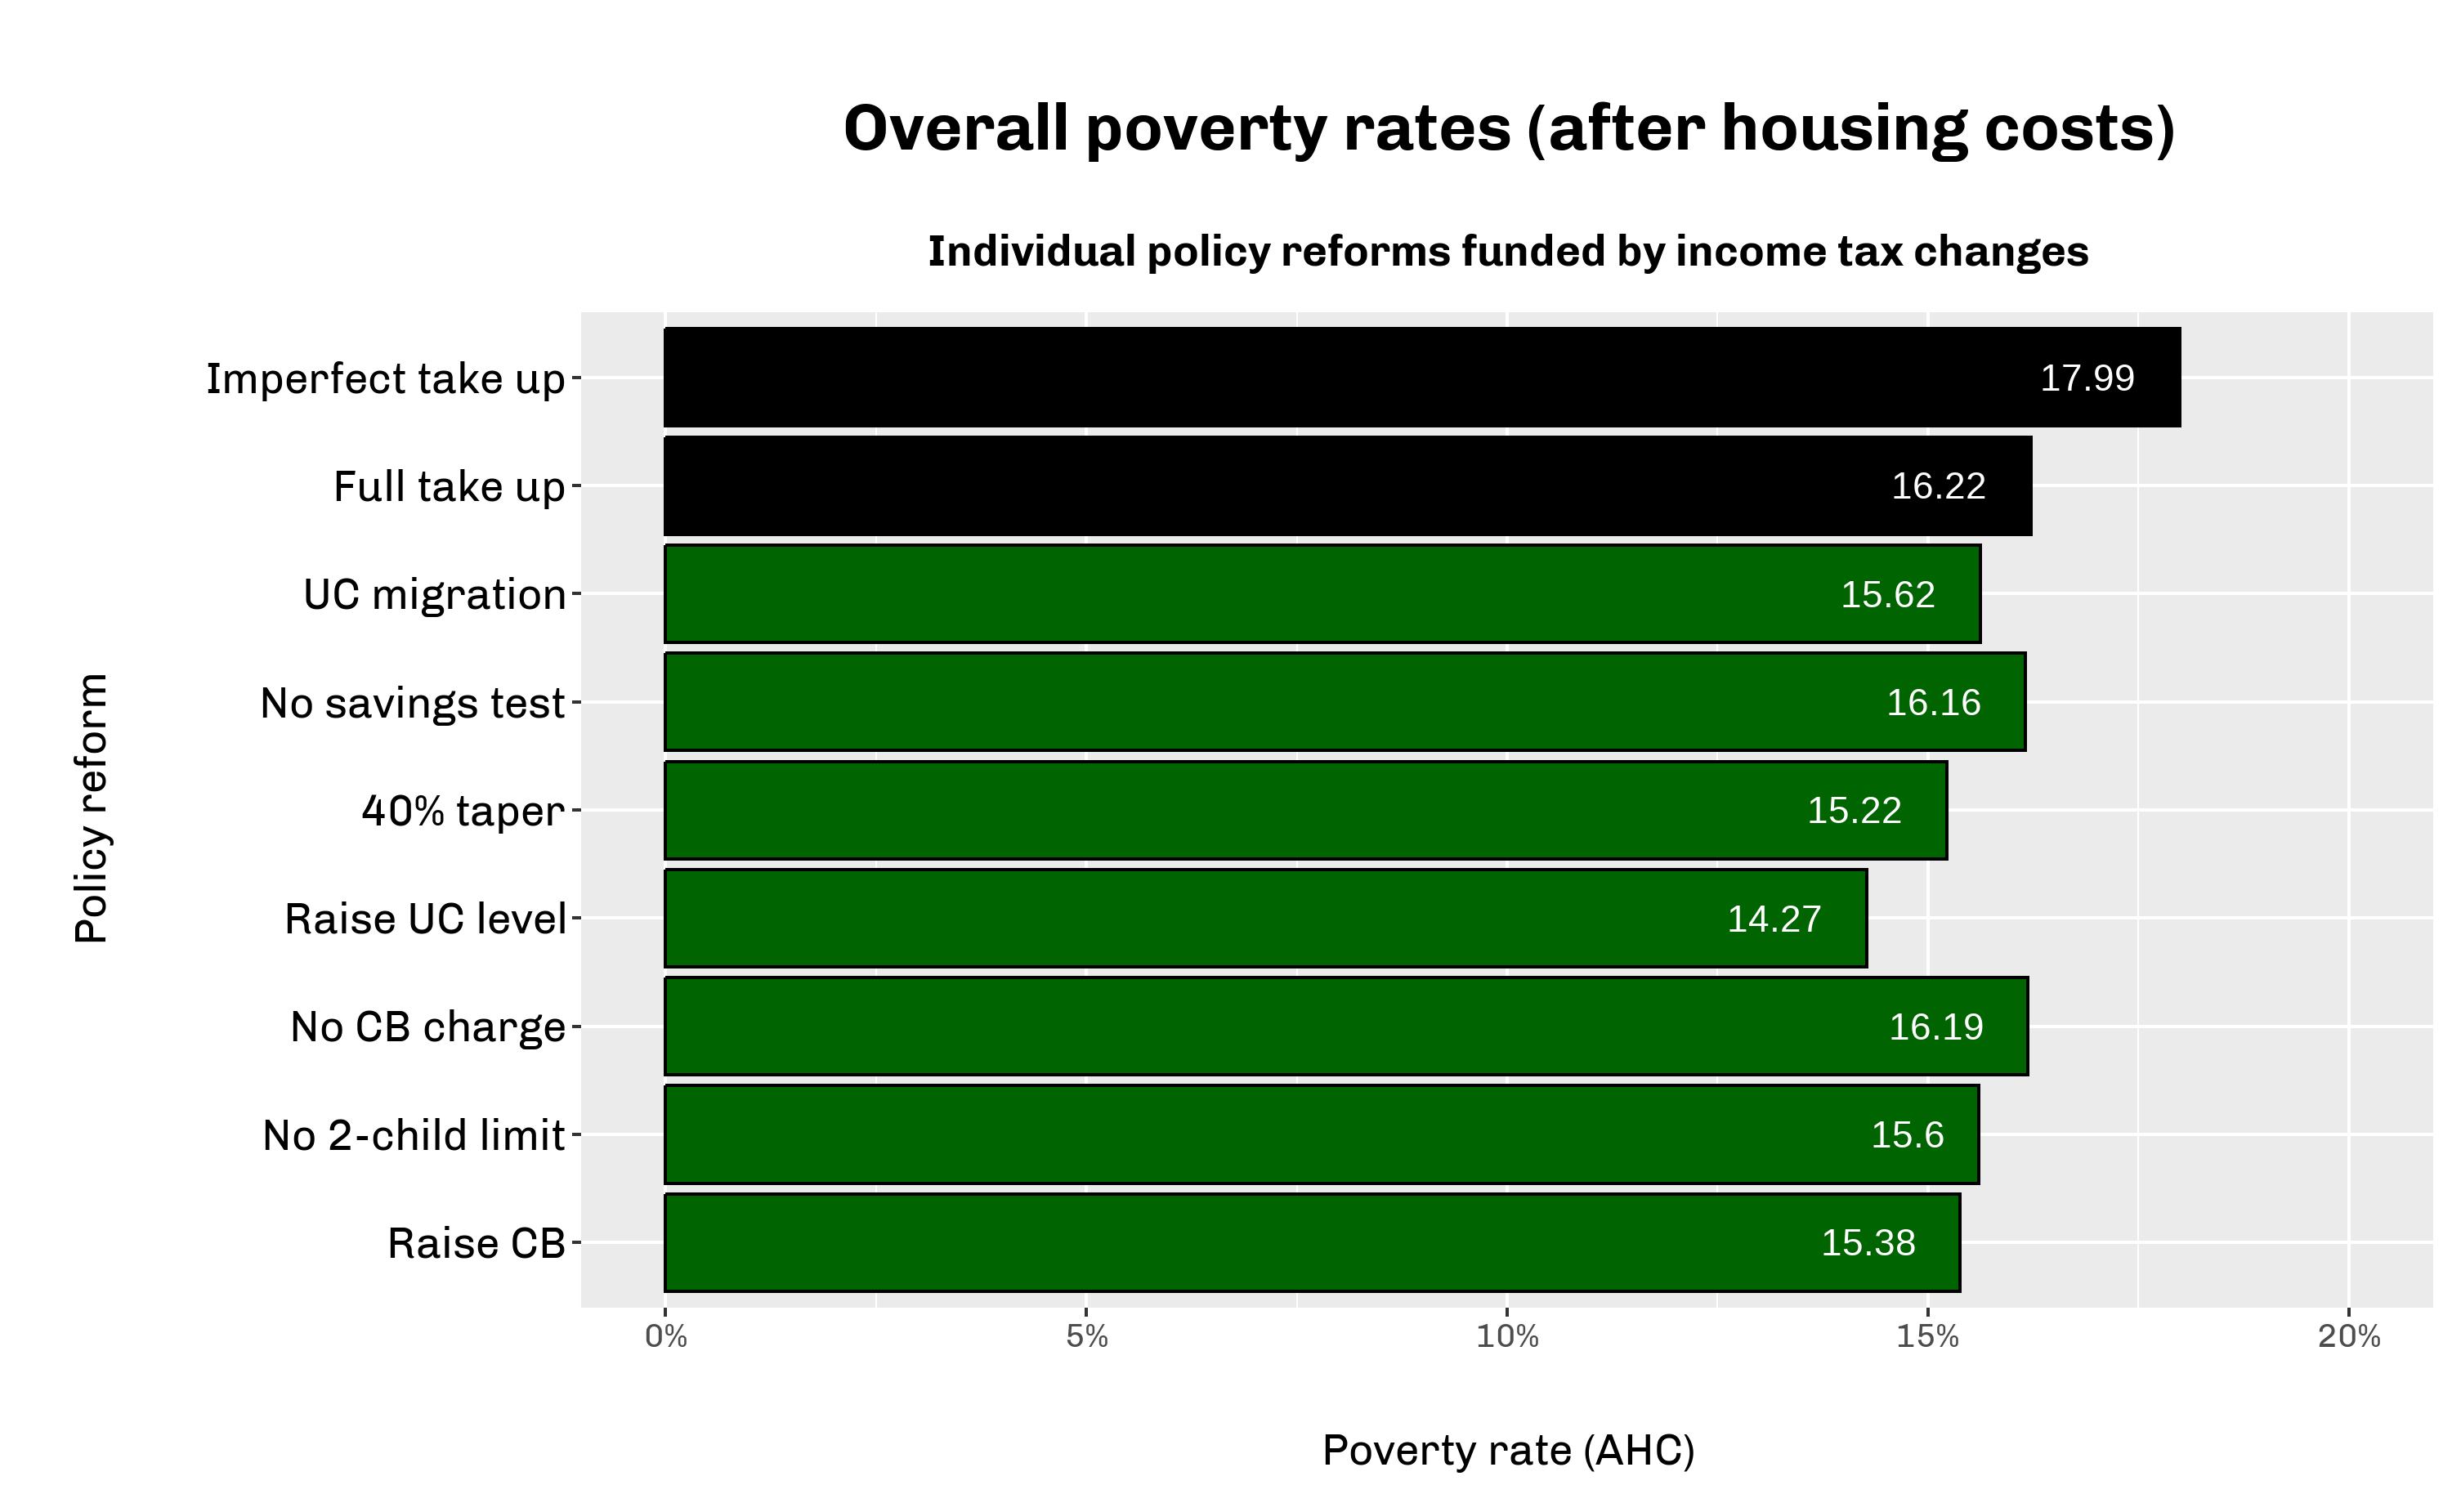 Overall poverty rates (after housing costs)
Individual policy reforms funded by income tax changes
Policy reform
Imperfect take up 17.99
Full take up 16.22
UC migration 15.62
No savings test 16.16
40% taper 15.22
Raise UC level 14.27
No CB charge 16.19
No 2-child limit 15.6
Raise CB 15.38
0% 5% 10% 15% 20%
Poverty rate (AHC)